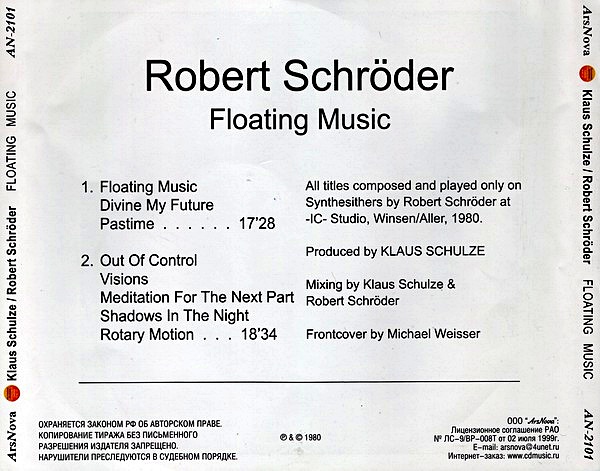 Robert Schröder
Floating Music
1. Floating Music
Divine My Future
Pastime . . . . . . 17'28
2. Out Of Control
Visions
Meditation For The Next Part
Shadows In The Night
Rotary Motion . . . 18'34
All titles composed and played only on
Synthesithers by Robert Schröder at
-IC- Studio, Winsen/Aller, 1980.
Produced by KLAUS SCHULZE
Mixing by Klaus Schulze &
Robert Schröder
Frontcover by Michael Weisser
ОХРАНЯЕТСЯ ЗАКОНОМ РФ ОБ АВТОРСКОМ ПРАВЕ.
КОПИРОВАНИЕ ТИРАЖА БЕЗ ПИСЬМЕННОГО
РАЗРЕШЕНИЯ ИЗДАТЕЛЯ ЗАПРЕЩЕНО.
НАРУШИТЕЛИ ПРЕСЛЕДУЮТСЯ В СУДЕБНОМ ПОРЯДКЕ.
℗ & © 1980
ООО "ArsNova":
Лицензионное соглашение РАО
№ ЛС-9/ВР-008Т от 02 июля 1999г.
E-mail: arsnova@4unet.ru
Интернет-заказ: www.cdmusic.ru
ArsNova Klaus Schulze / Robert Schröder FLOATING MUSIC AN-2101
ArsNova Klaus Schulze / Robert Schröder FLOATING MUSIC AN-2101